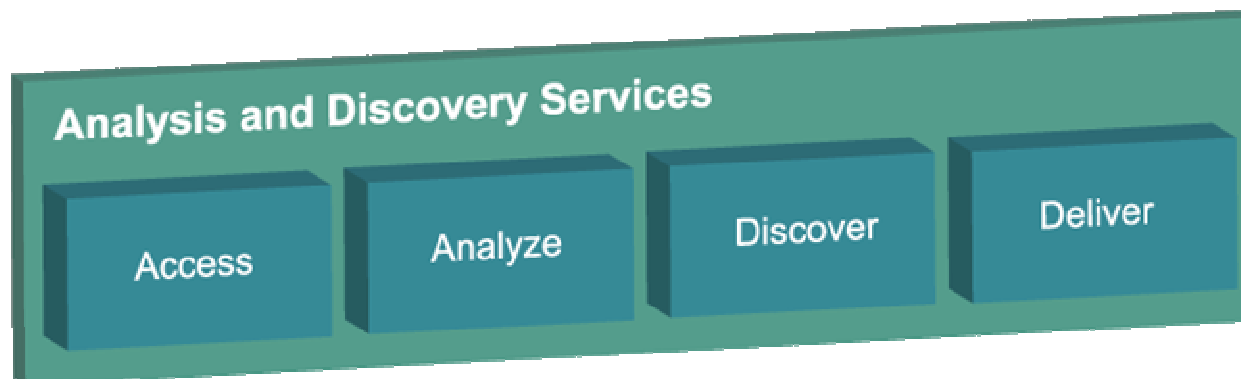 Analysis and Discovery Services
Access
Analyze
Discover
Deliver